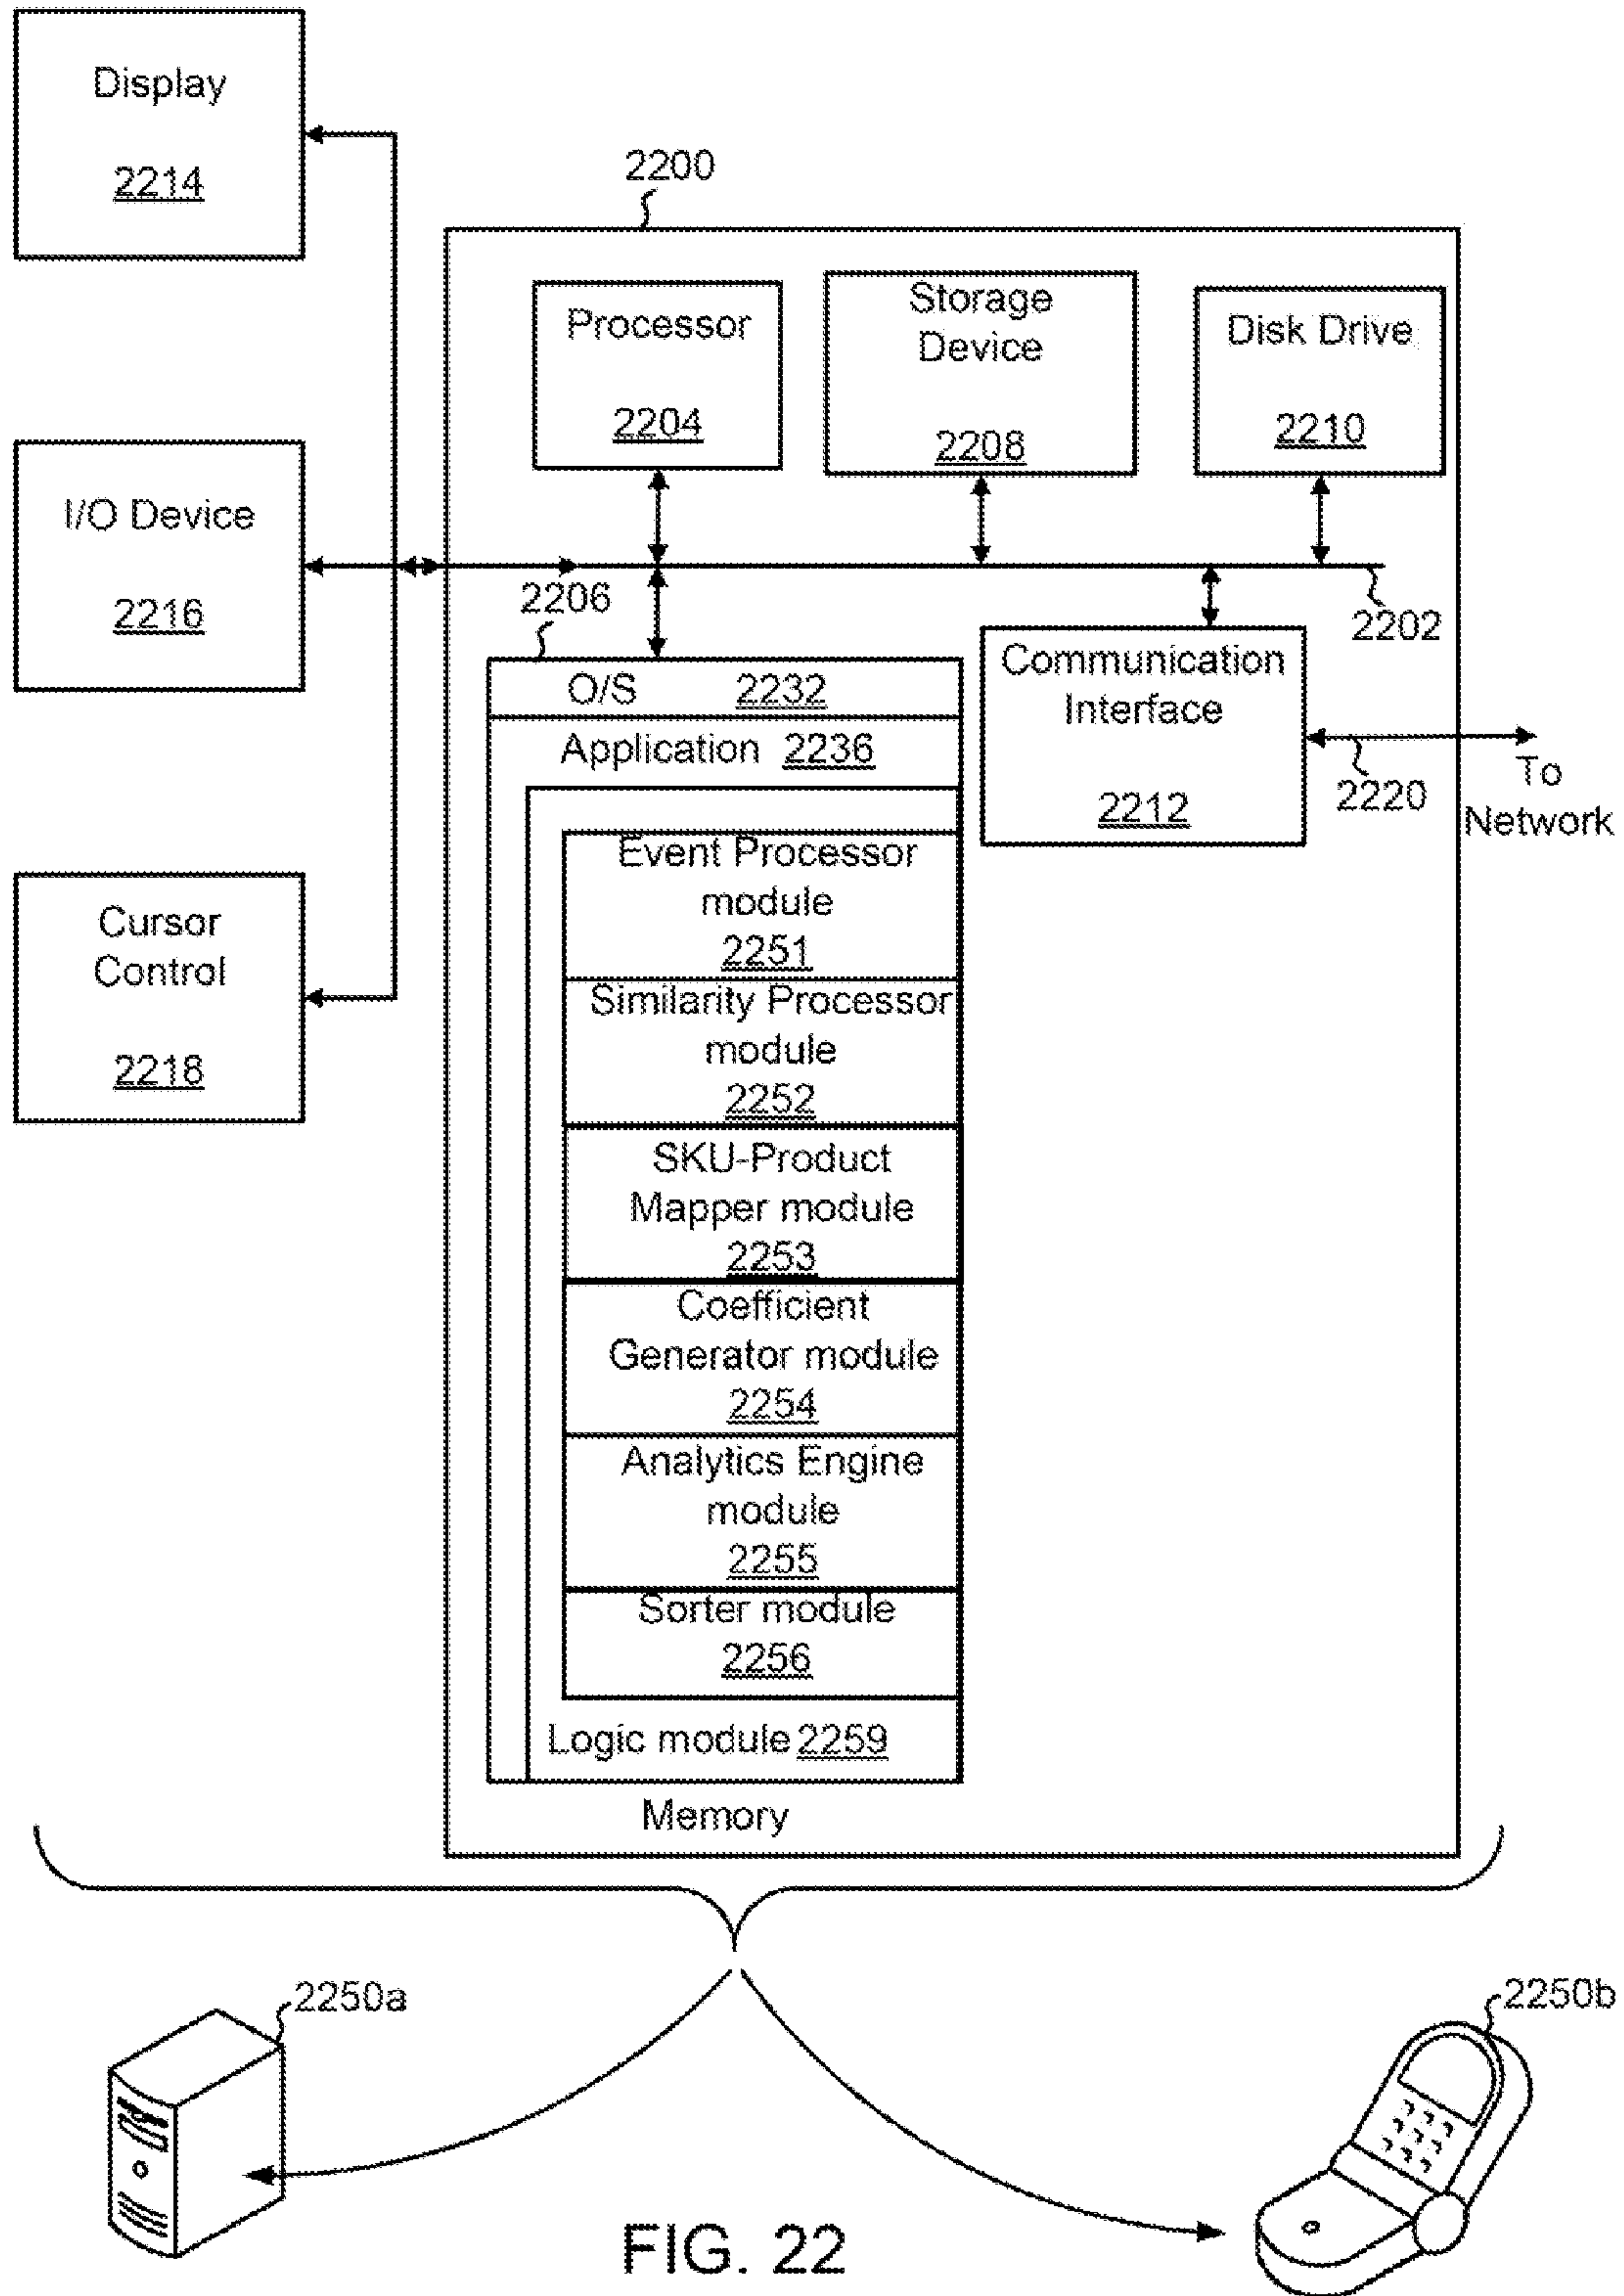 Display
2214
2200
Processor
2204
Storage
Device
2208
Disk Drive
2210
I/O Device
2216
2206
2202
O/S 2232
Application 2236
Communication
Interface
2212
2220
To
Network
Cursor
Control
2218
Event Processor
module
2251
Similarity Processor
module
2252
SKU-Product
Mapper module
2253
Coefficient
Generator module
2254
Analytics Engine
module
2255
Sorter module
2256
Logic module 2259
Memory
2250a
2250b
FIG. 22